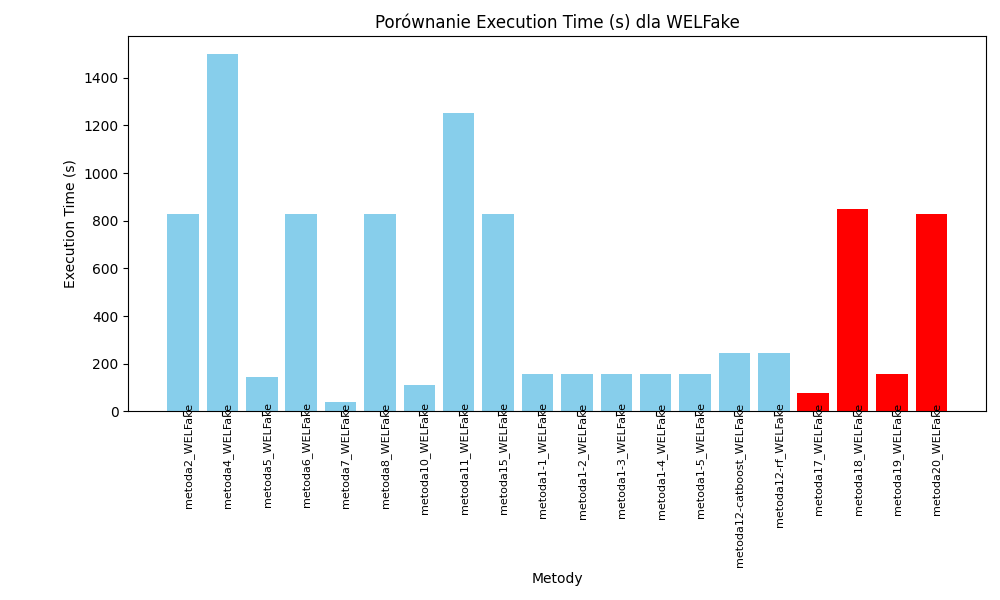 Porównanie Execution Time (s) dla WELFake
Execution Time (s)
1400
1200
1000
800
600
400
200
0
metoda2_WELFake
metoda4_WELFake
metoda5_WELFake
metoda6_WELFake
metoda7_WELFake
metoda8_WELFake
metoda10_WELFake
metoda11_WELFake
metoda15_WELFake
metoda1-1_WELFake
metoda1-2_WELFake
metoda1-3_WELFake
metoda1-4_WELFake
metoda1-5_WELFake
metoda12-catboost_WELFake
metoda12-rf_WELFake
metoda17_WELFake
metoda18_WELFake
metoda19_WELFake
metoda20_WELFake
Metody